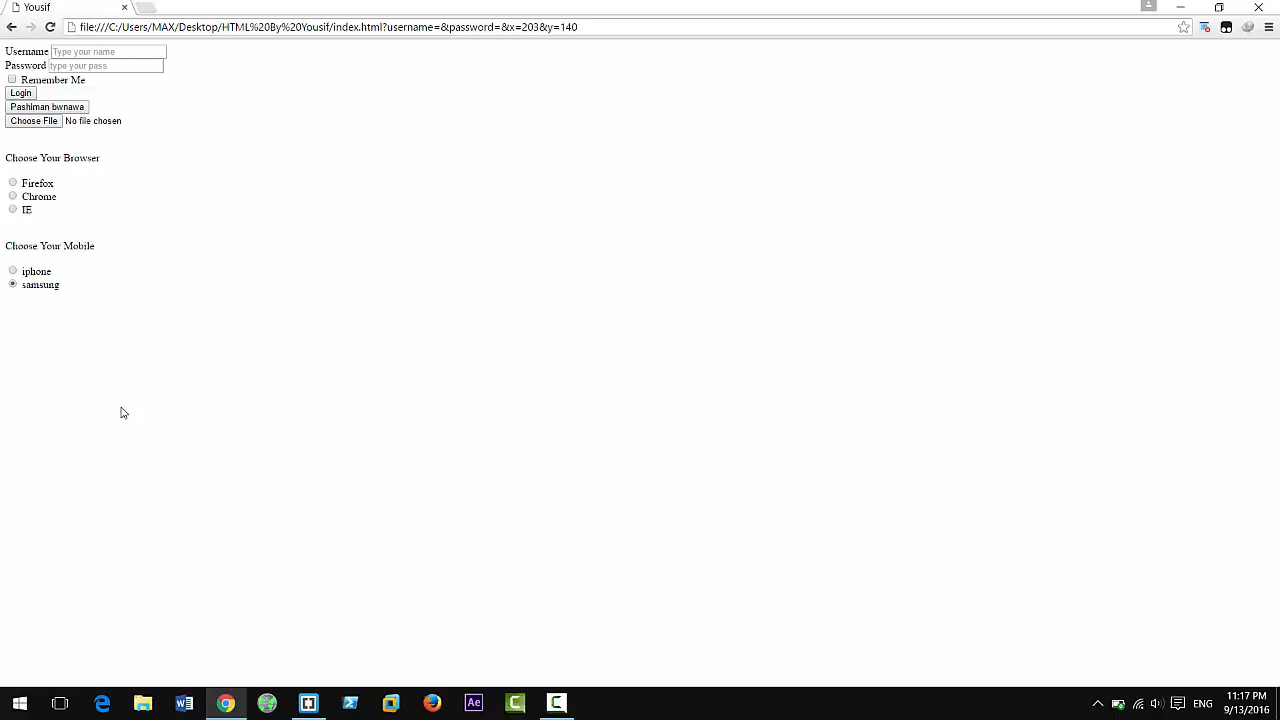 Yousif
file:///C:/Users/MAX/Desktop/HTML%20By%20Yousif/index.html?username=&password=&x=203&y=140
Username Type your name
Password type your pass
Remember Me
Login
Pashiman bwnawa
Choose File No file chosen
Choose Your Browser
Firefox
Chrome
IE
Choose Your Mobile
iphone
samsung
Ae
ENG
11:17 PM
9/13/2016